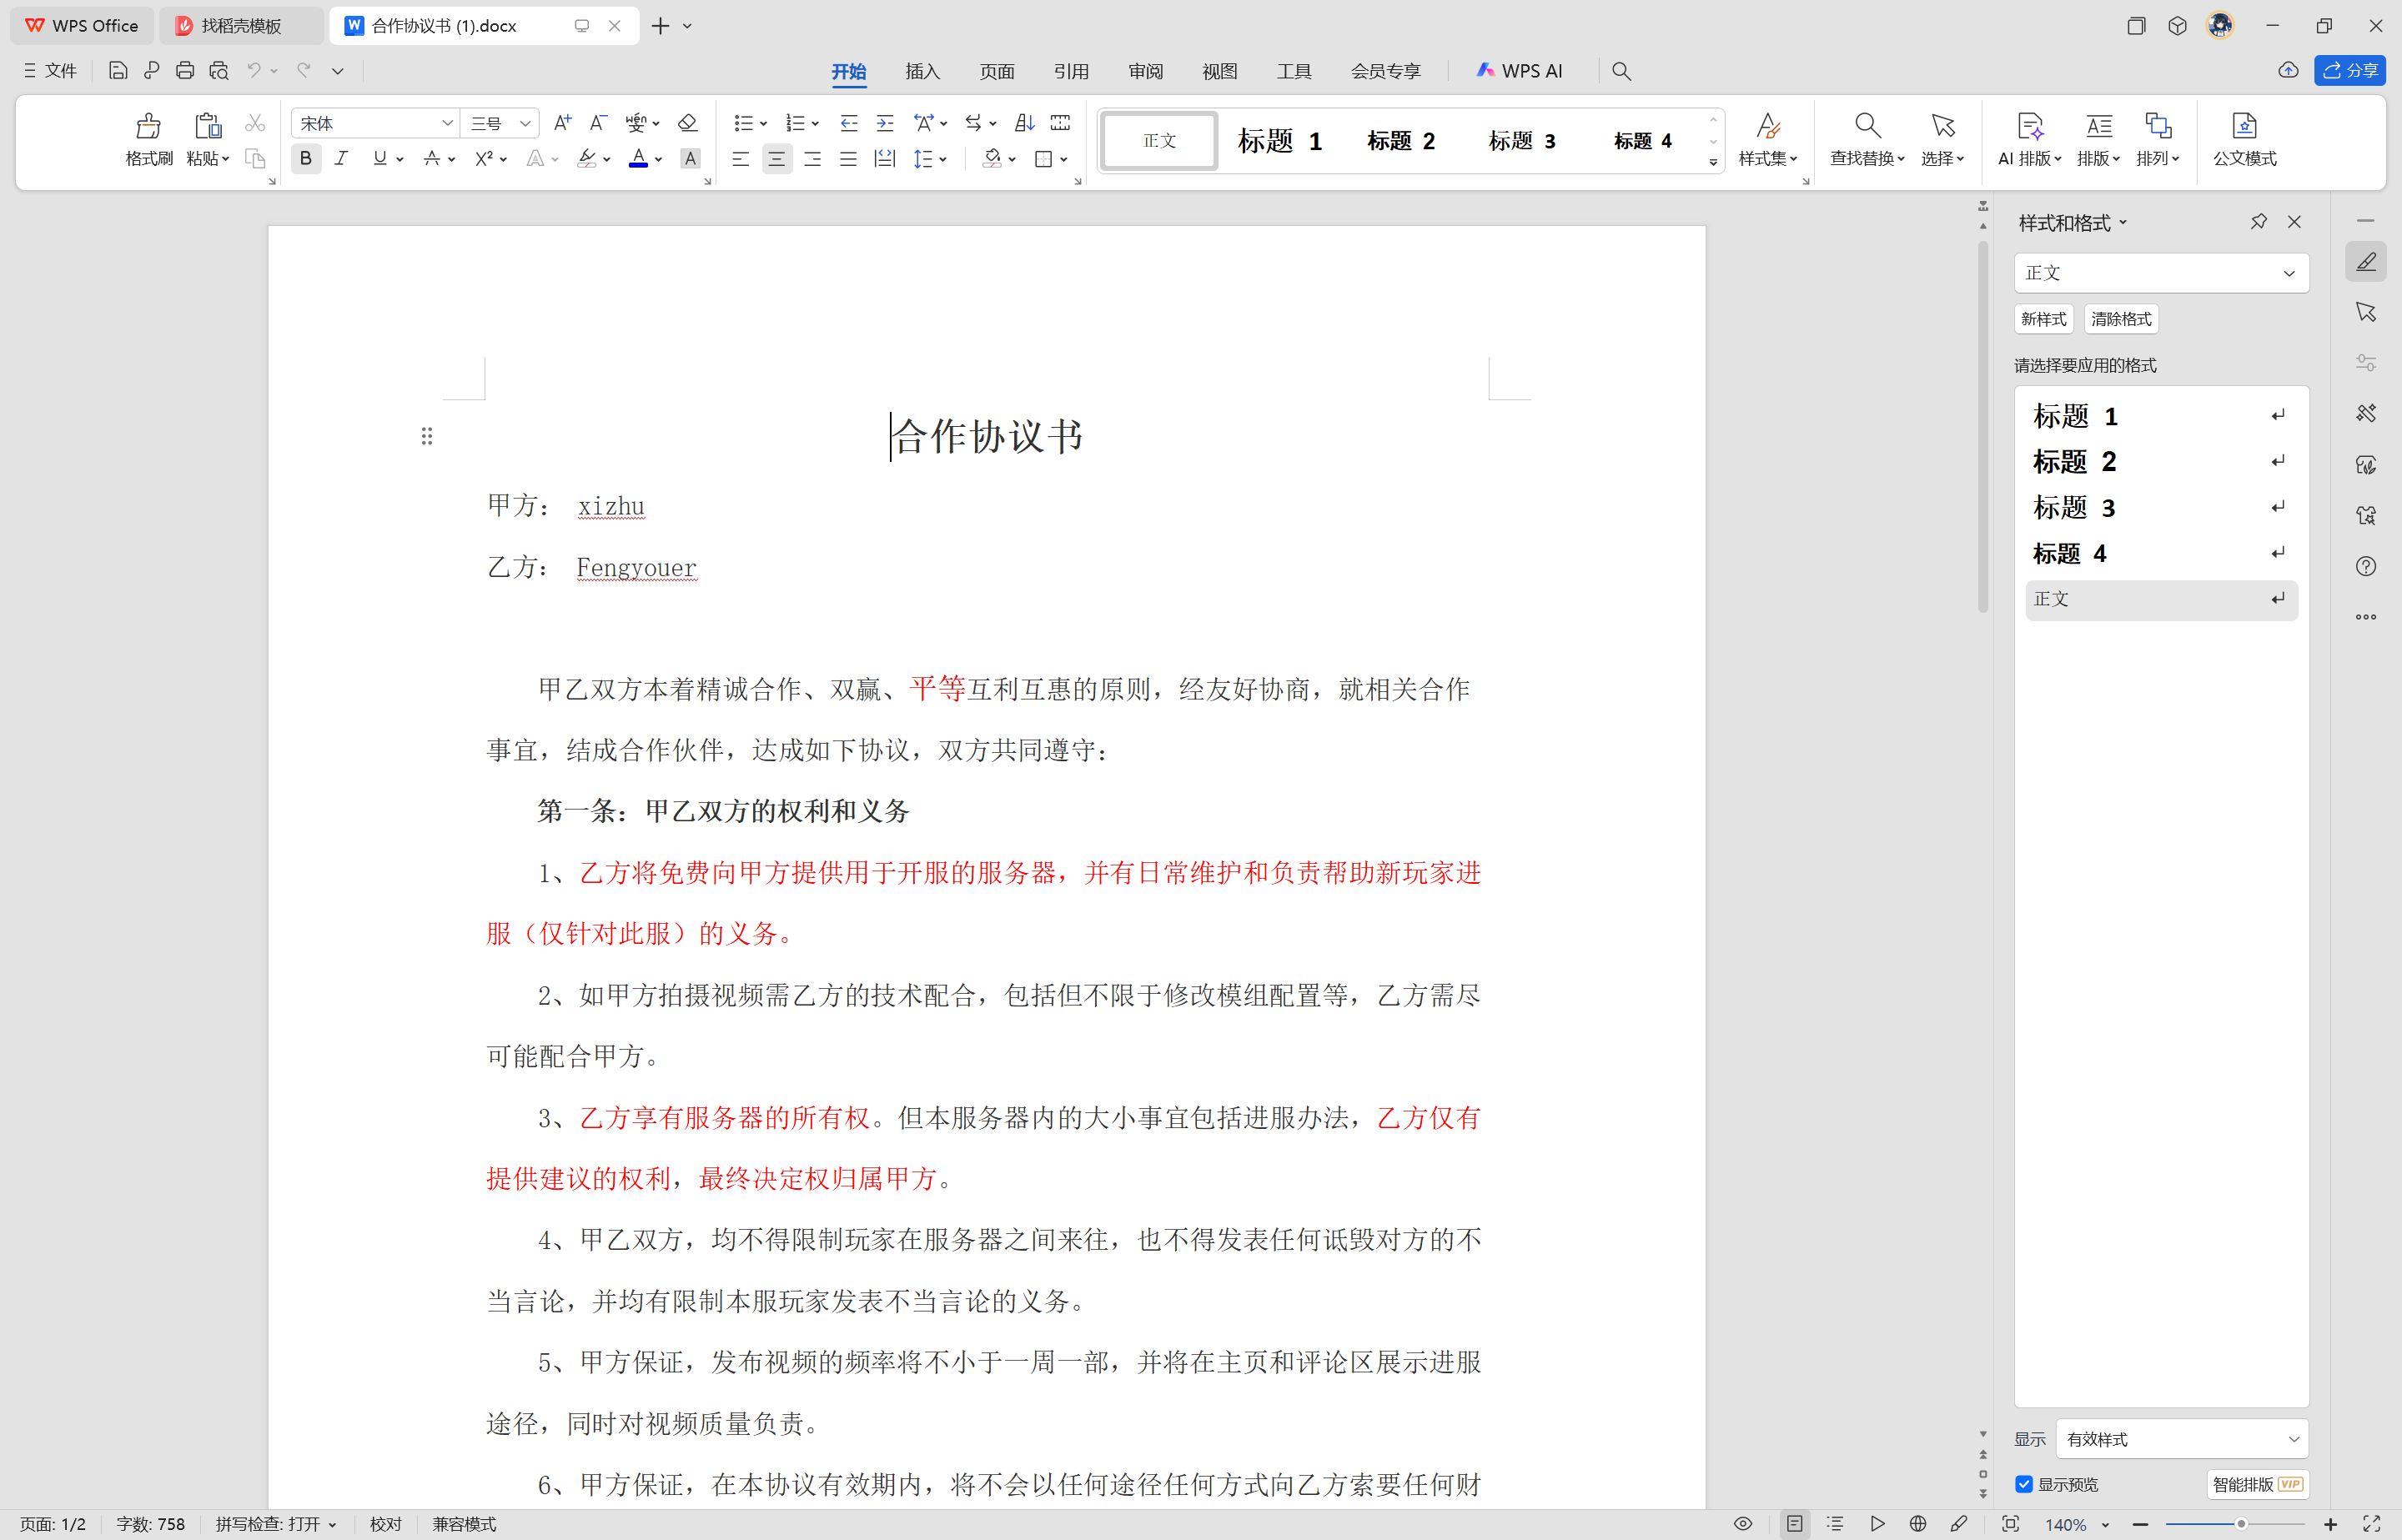 WPS Office
找稻壳模板
合作协议书 (1).docx
文件
开始
插入
页面
引用
审阅
视图
工具
会员专享
WPS AI
分享
格式刷
粘贴
宋体
三号
正文
标题 1
标题 2
标题 3
标题 4
样式集
查找替换
选择
AI 排版
排版
排列
公文模式
合作协议书
甲方： xizhu
乙方： Fengyouer
甲乙双方本着精诚合作、双赢、平等互利互惠的原则，经友好协商，就相关合作
事宜，结成合作伙伴，达成如下协议，双方共同遵守：
第一条：甲乙双方的权利和义务
1、乙方将免费向甲方提供用于开服的服务器，并有日常维护和负责帮助新玩家进
服（仅针对此服）的义务。
2、如甲方拍摄视频需乙方的技术配合，包括但不限于修改模组配置等，乙方需尽
可能配合甲方。
3、乙方享有服务器的所有权。但本服务器内的大小事宜包括进服办法，乙方仅有
提供建议的权利，最终决定权归属甲方。
4、甲乙双方，均不得限制玩家在服务器之间来往，也不得发表任何诋毁对方的不
当言论，并均有限制本服玩家发表不当言论的义务。
5、甲方保证，发布视频的频率将不小于一周一部，并将在主页和评论区展示进服
途径，同时对视频质量负责。
6、甲方保证，在本协议有效期内，将不会以任何途径任何方式向乙方索要任何财
样式和格式
正文
新样式
清除格式
请选择要应用的格式
标题 1
标题 2
标题 3
标题 4
正文
显示
有效样式
显示预览
智能排版 VIP
页面: 1/2
字数: 758
拼写检查: 打开
校对
兼容模式
140%